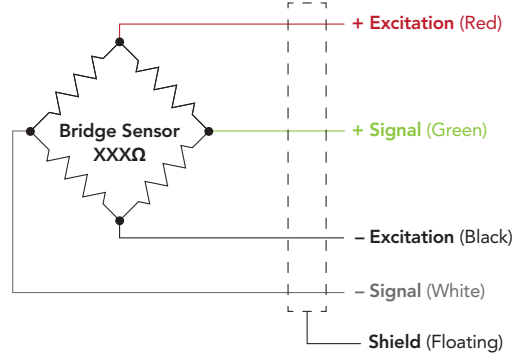 + Excitation (Red)
Bridge Sensor
XXXΩ
+ Signal (Green)
– Excitation (Black)
– Signal (White)
Shield (Floating)